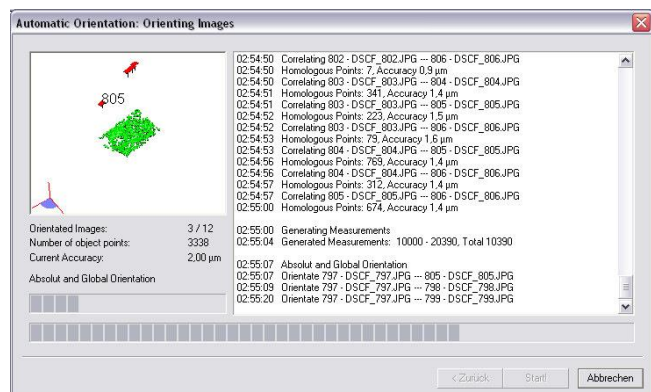 Automatic Orientation: Orienting Images
805
Orientated Images: 3 / 12
Number of object points: 3338
Current Accuracy: 2,00 µm
Absolut and Global Orientation
02:54:50 Correlating 802 - DSCF_802.JPG --- 806 - DSCF_806.JPG
02:54:50 Homologous Points: 7, Accuracy 0,9 µm
02:54:50 Correlating 803 - DSCF_803.JPG --- 804 - DSCF_804.JPG
02:54:51 Homologous Points: 341, Accuracy 1,4 µm
02:54:51 Correlating 803 - DSCF_803.JPG --- 805 - DSCF_805.JPG
02:54:52 Homologous Points: 223, Accuracy 1,5 µm
02:54:52 Correlating 803 - DSCF_803.JPG --- 806 - DSCF_806.JPG
02:54:53 Homologous Points: 79, Accuracy 1,6 µm
02:54:53 Correlating 804 - DSCF_804.JPG --- 805 - DSCF_805.JPG
02:54:56 Homologous Points: 769, Accuracy 1,4 µm
02:54:56 Correlating 804 - DSCF_804.JPG --- 806 - DSCF_806.JPG
02:54:57 Homologous Points: 312, Accuracy 1,4 µm
02:54:57 Correlating 805 - DSCF_805.JPG --- 806 - DSCF_806.JPG
02:55:00 Homologous Points: 674, Accuracy 1,4 µm
02:55:00 Generating Measurements
02:55:04 Generated Measurements: 10000 - 20390, Total 10390
02:55:07 Absolut and Global Orientation
02:55:07 Orientate 797 - DSCF_797.JPG --- 805 - DSCF_805.JPG
02:55:09 Orientate 797 - DSCF_797.JPG --- 798 - DSCF_798.JPG
02:55:20 Orientate 797 - DSCF_797.JPG --- 799 - DSCF_799.JPG
< Zurück
Start!
Abbrechen